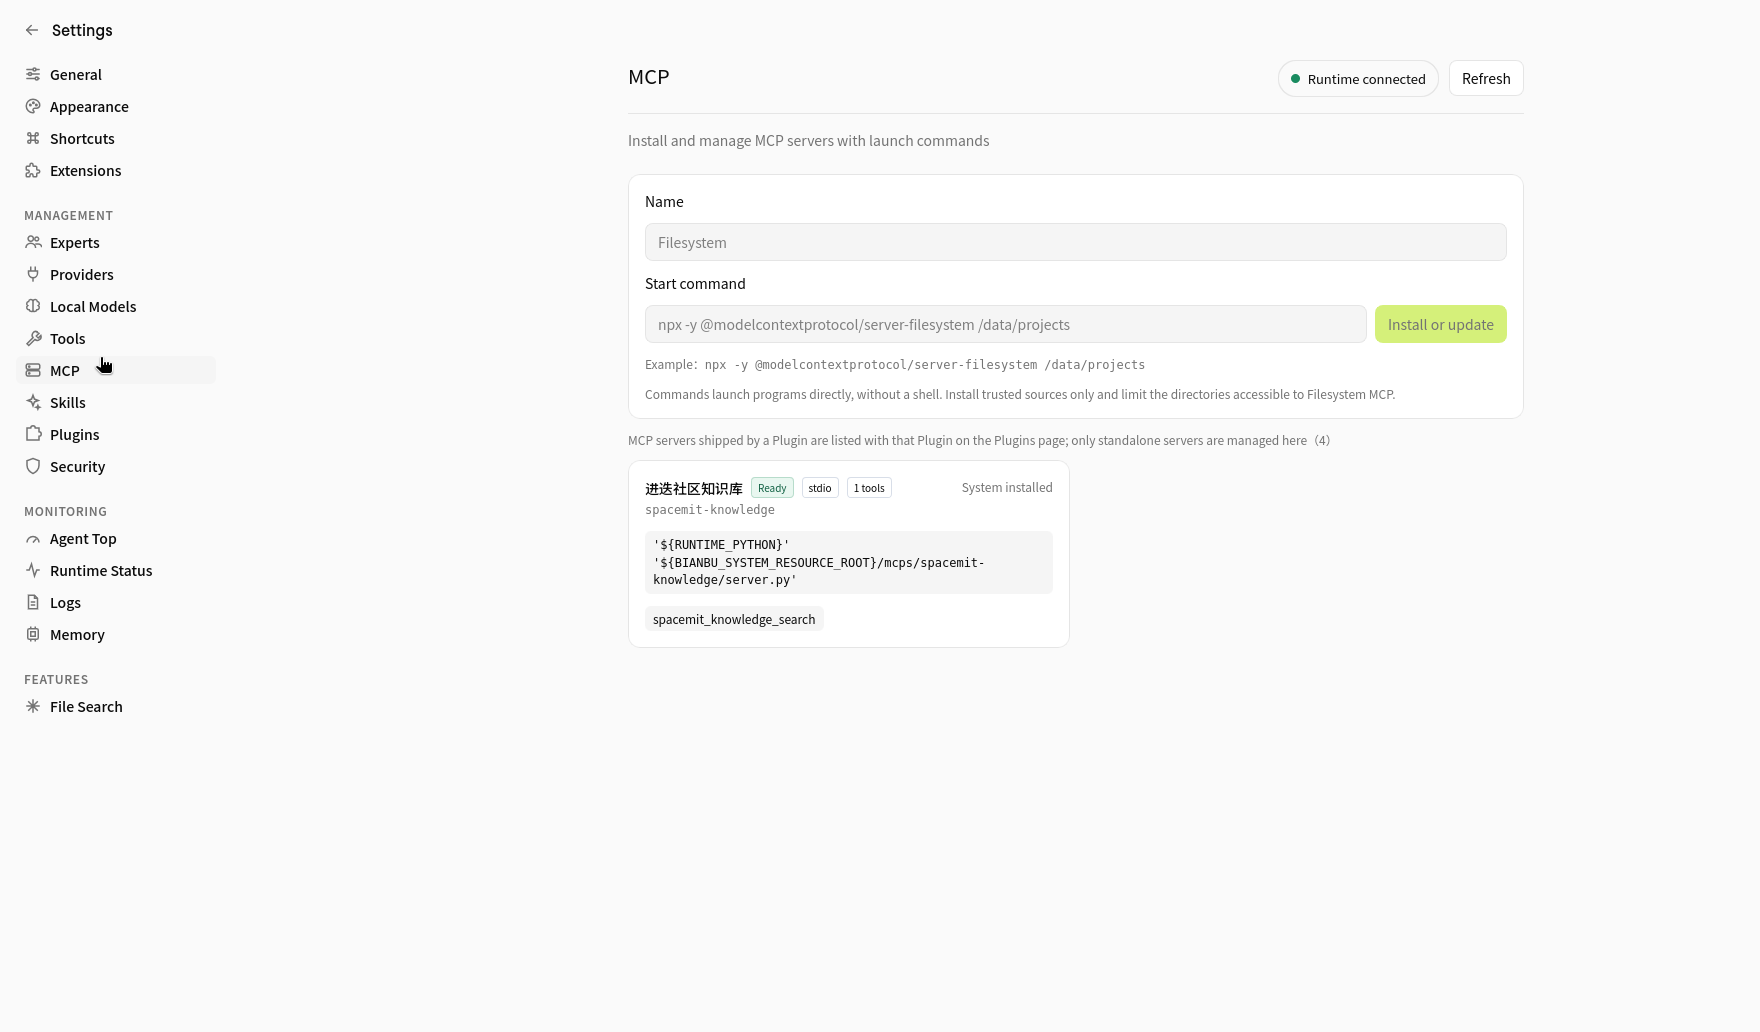 Settings
General
Appearance
Shortcuts
Extensions
MANAGEMENT
Experts
Providers
Local Models
Tools
MCP
Skills
Plugins
Security
MONITORING
Agent Top
Runtime Status
Logs
Memory
FEATURES
File Search
MCP
Runtime connected
Refresh
Install and manage MCP servers with launch commands
Name
Filesystem
Start command
npx -y @modelcontextprotocol/server-filesystem /data/projects
Install or update
Example: npx -y @modelcontextprotocol/server-filesystem /data/projects
Commands launch programs directly, without a shell. Install trusted sources only and limit the directories accessible to Filesystem MCP.
MCP servers shipped by a Plugin are listed with that Plugin on the Plugins page; only standalone servers are managed here（4）
进迭社区知识库 Ready stdio 1 tools System installed
spacemit-knowledge
'${RUNTIME_PYTHON}'
'${BIANBU_SYSTEM_RESOURCE_ROOT}/mcps/spacemit-
knowledge/server.py'
spacemit_knowledge_search